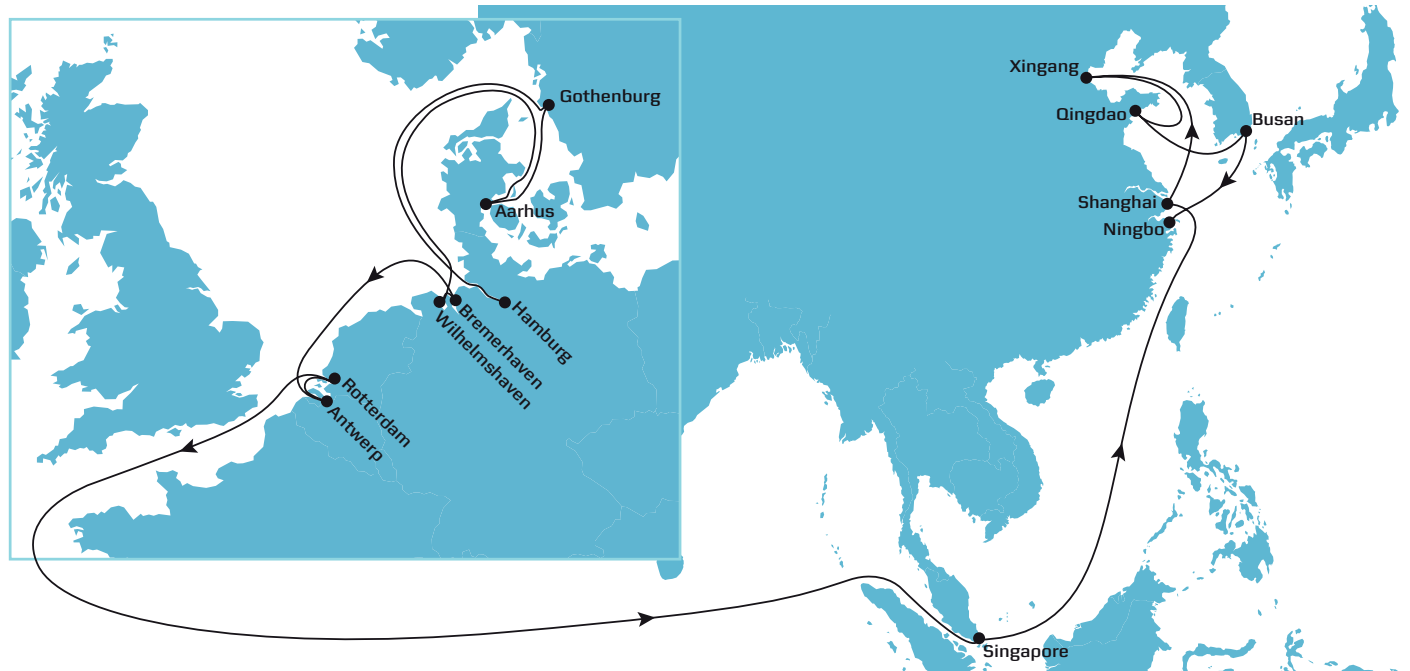 Gothenburg
Aarhus
Hamburg
Bremerhaven
Wilhelmshaven
Rotterdam
Antwerp
Xingang
Qingdao
Busan
Shanghai
Ningbo
Singapore